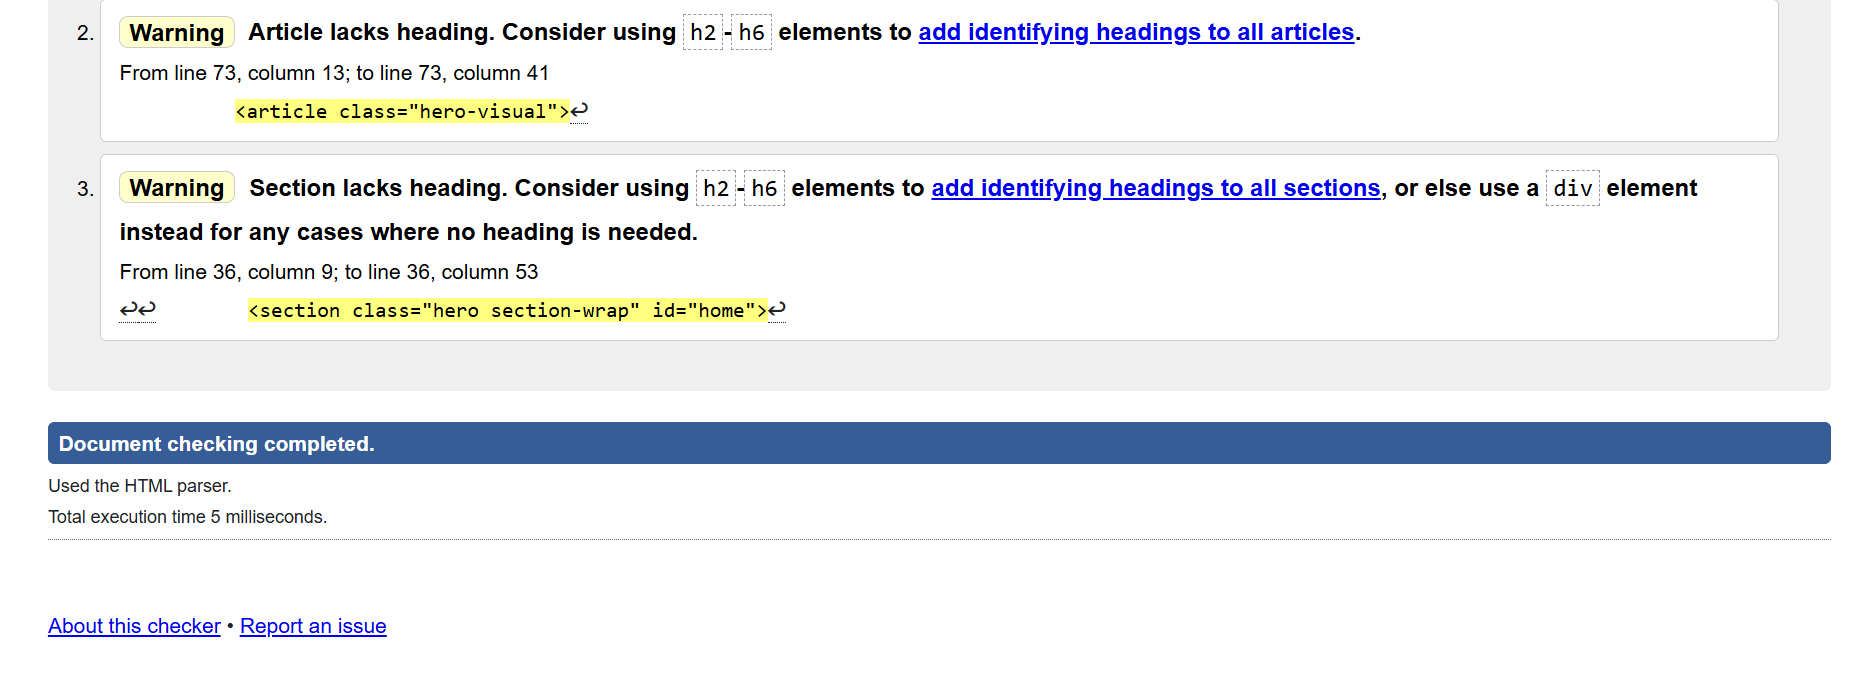 2. Warning Article lacks heading. Consider using h2-h6 elements to add identifying headings to all articles.
From line 73, column 13; to line 73, column 41
<article class="hero-visual">↩
3. Warning Section lacks heading. Consider using h2-h6 elements to add identifying headings to all sections, or else use a div element
instead for any cases where no heading is needed.
From line 36, column 9; to line 36, column 53
↩↩ <section class="hero section-wrap" id="home">↩
Document checking completed.
Used the HTML parser.
Total execution time 5 milliseconds.
About this checker • Report an issue